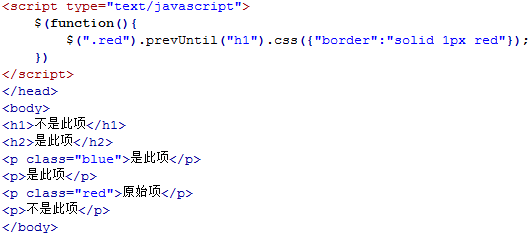 <script type="text/javascript">
    $(function(){
        $(".red").prevUntil("h1").css({"border":"solid 1px red"});
    })
</script>
</head>
<body>
<h1>不是此项</h1>
<h2>是此项</h2>
<p class="blue">是此项</p>
<p>是此项</p>
<p class="red">原始项</p>
<p>不是此项</p>
</body>